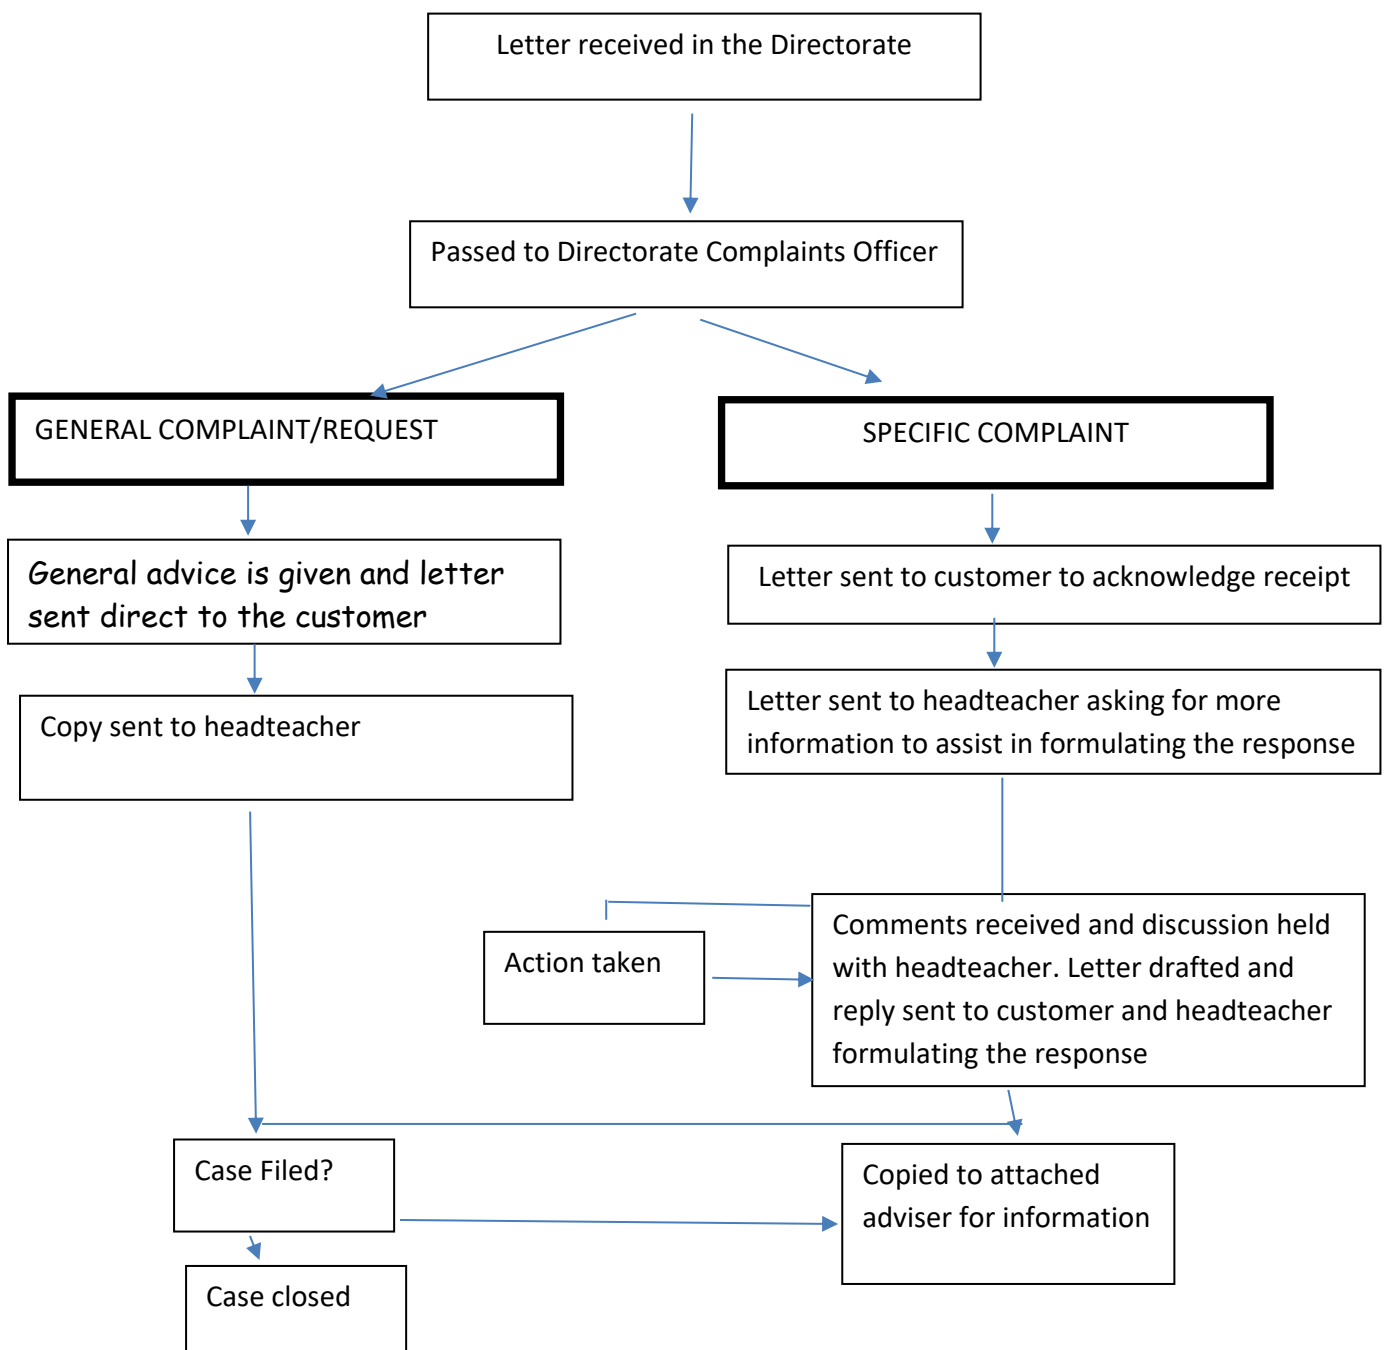 Letter received in the Directorate
Passed to Directorate Complaints Officer
GENERAL COMPLAINT/REQUEST
SPECIFIC COMPLAINT
General advice is given and letter
sent direct to the customer
Letter sent to customer to acknowledge receipt
Copy sent to headteacher
Letter sent to headteacher asking for more
information to assist in formulating the response
Action taken
Comments received and discussion held
with headteacher. Letter drafted and
reply sent to customer and headteacher
formulating the response
Case Filed?
Copied to attached
adviser for information
Case closed